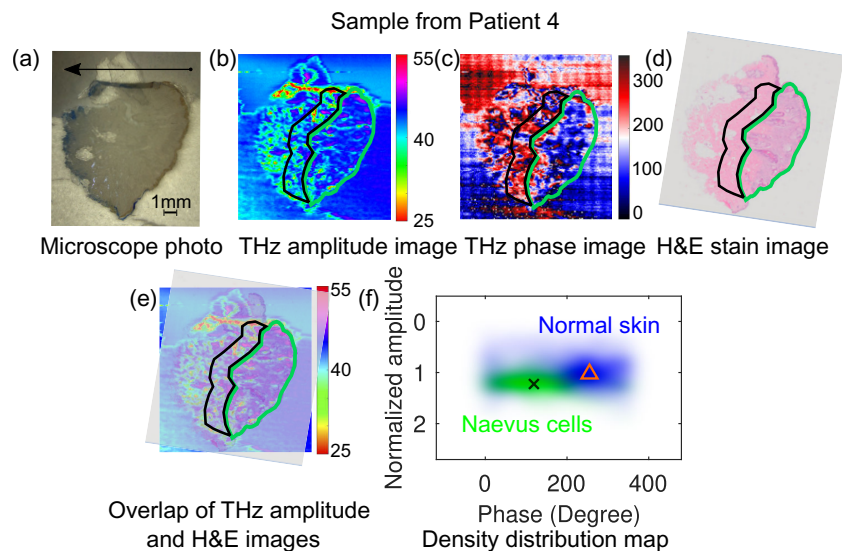 Sample from Patient 4
(a)
1mm
Microscope photo
(b)
55
40
25
THz amplitude image
(c)
300
200
100
0
THz phase image
(d)
H&E stain image
(e)
55
40
25
Overlap of THz amplitude
and H&E images
(f)
Normalized amplitude
0
1
2
Normal skin
Naevus cells
0 200 400
Phase (Degree)
Density distribution map